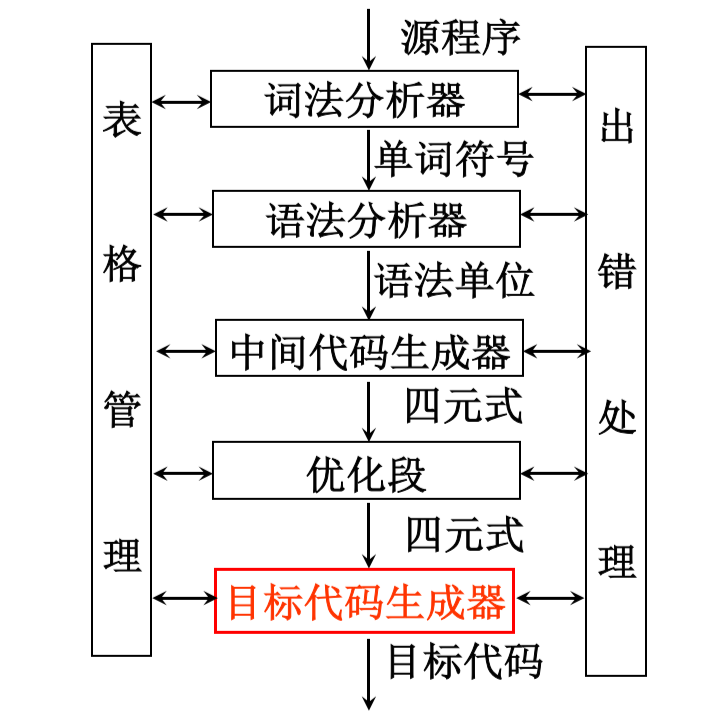 源程序
词法分析器
单词符号
语法分析器
语法单位
中间代码生成器
四元式
优化段
四元式
目标代码生成器
目标代码
表格管理
出错处理